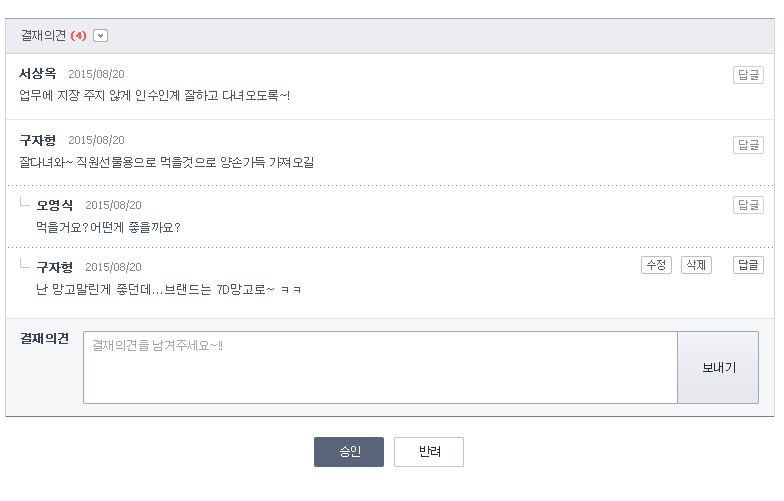 결재의견 (4)
서상옥 2015/08/20 답글
업무에 지장 주지 않게 인수인계 잘하고 다녀오도록~!
구자형 2015/08/20 답글
잘다녀와~ 직원선물용으로 먹을것으로 양손가득 가져오길
오영식 2015/08/20 답글
먹을거요?어떤게 좋을까요?
구자형 2015/08/20 수정 삭제 답글
난 망고말린게 좋던데...브랜드는 7D망고로~ ㅋㅋ
결재의견 결재의견을 남겨주세요~!! 보내기
승인 반려